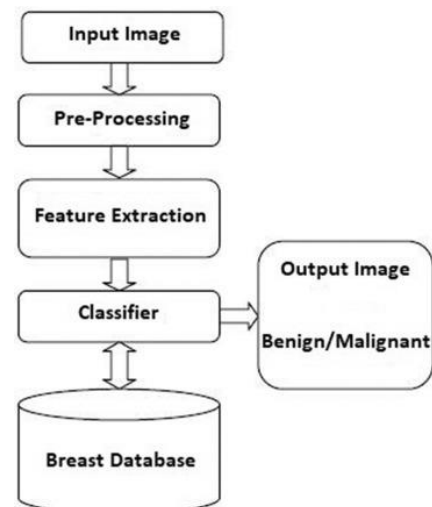 Input Image
Pre-Processing
Feature Extraction
Classifier
Output Image
Benign/Malignant
Breast Database